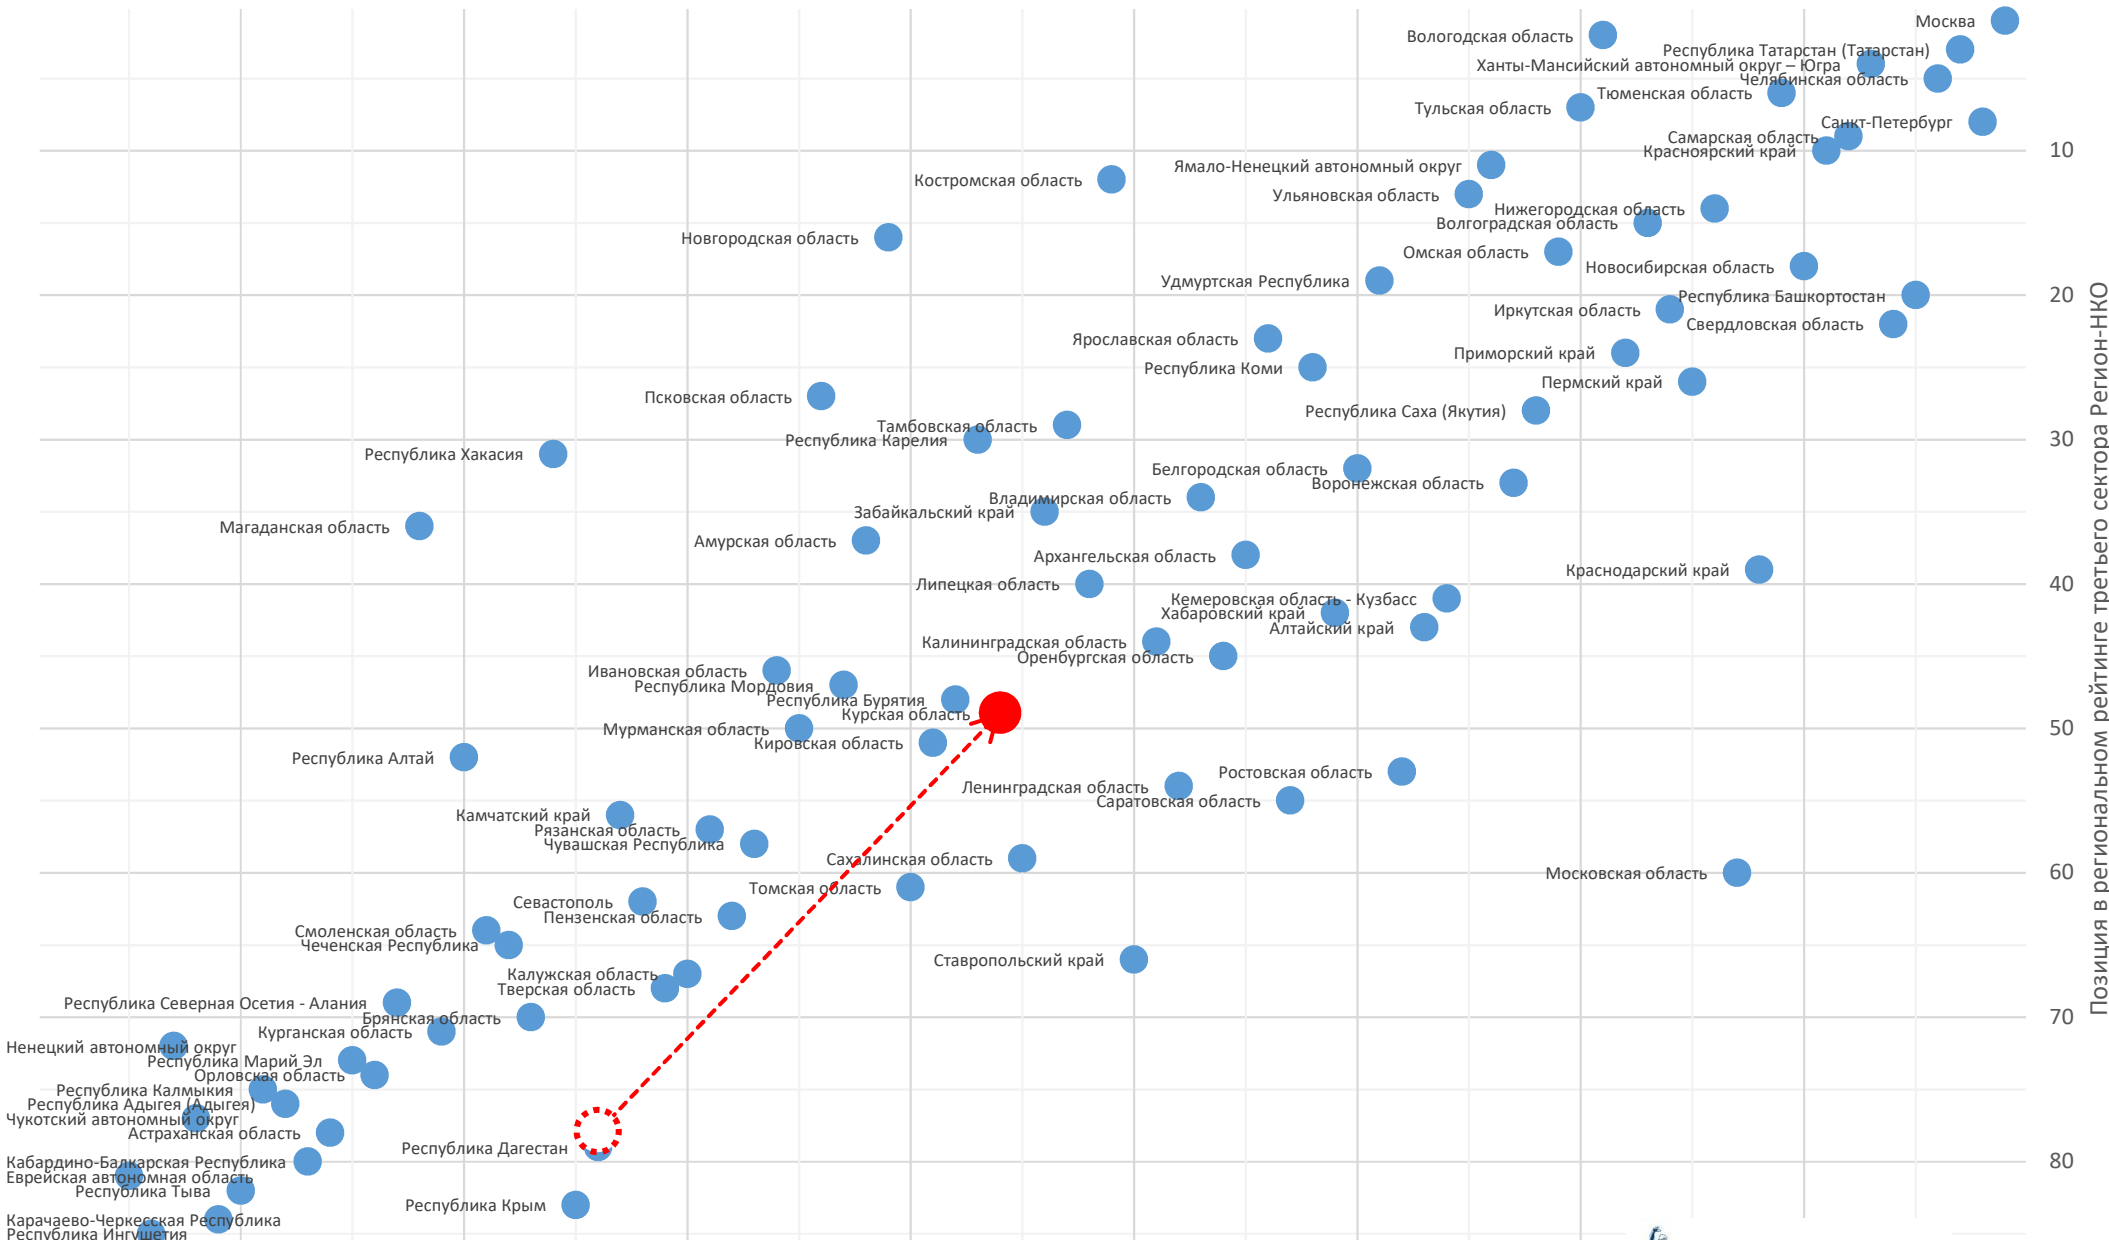 Москва
Вологодская область
Республика Татарстан (Татарстан)
Ханты-Мансийский автономный округ – Югра
Челябинская область
Тюменская область
Тульская область
Санкт-Петербург
Самарская область
Красноярский край
10
Ямало-Ненецкий автономный округ
Костромская область
Ульяновская область
Нижегородская область
Волгоградская область
Новгородская область
Омская область
Новосибирская область
Удмуртская Республика
Республика Башкортостан
20
Иркутская область
Свердловская область
Ярославская область
Приморский край
Республика Коми
Пермский край
Псковская область
Республика Саха (Якутия)
Тамбовская область
Республика Карелия
30
Республика Хакасия
Белгородская область
Воронежская область
Владимирская область
Забайкальский край
Магаданская область
Амурская область
Архангельская область
Краснодарский край
Липецкая область
40
Кемеровская область - Кузбасс
Хабаровский край
Алтайский край
Калининградская область
Оренбургская область
Ивановская область
Республика Мордовия
Республика Бурятия
Курская область
Мурманская область
50
Кировская область
Республика Алтай
Ростовская область
Ленинградская область
Саратовская область
Камчатский край
Рязанская область
Чувашская Республика
Сахалинская область
Московская область
60
Томская область
Севастополь
Пензенская область
Смоленская область
Чеченская Республика
Ставропольский край
Калужская область
Тверская область
Республика Северная Осетия - Алания
Брянская область
70
Курганская область
Ненецкий автономный округ
Республика Марий Эл
Орловская область
Республика Калмыкия
Республика Адыгея (Адыгея)
Чукотский автономный округ
Астраханская область
Республика Дагестан
Кабардино-Балкарская Республика
80
Еврейская автономная область
Республика Тыва
Республика Крым
Карачаево-Черкесская Республика
Республика Ингушетия
Позиция в региональном рейтинге третьего сектора Регион-НКО